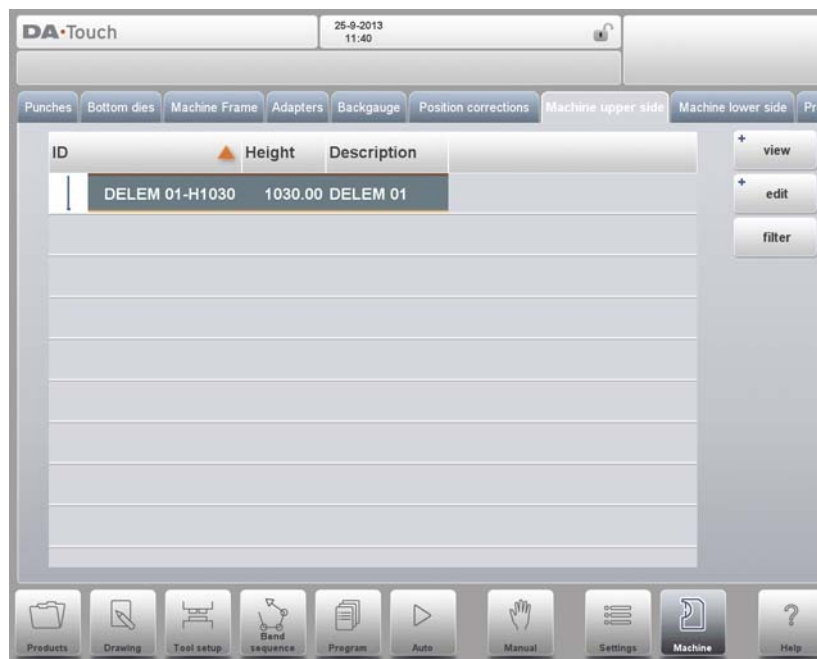 DA·Touch
25-9-2013
11:40
Punches Bottom dies Machine Frame Adapters Backgauge Position corrections Machine upper side Machine lower side Pr
ID Height Description
+ view
DELEM 01-H1030 1030.00 DELEM 01
+ edit
filter
Products Drawing Tool setup Bend sequence Program Auto Manual Settings Machine Help